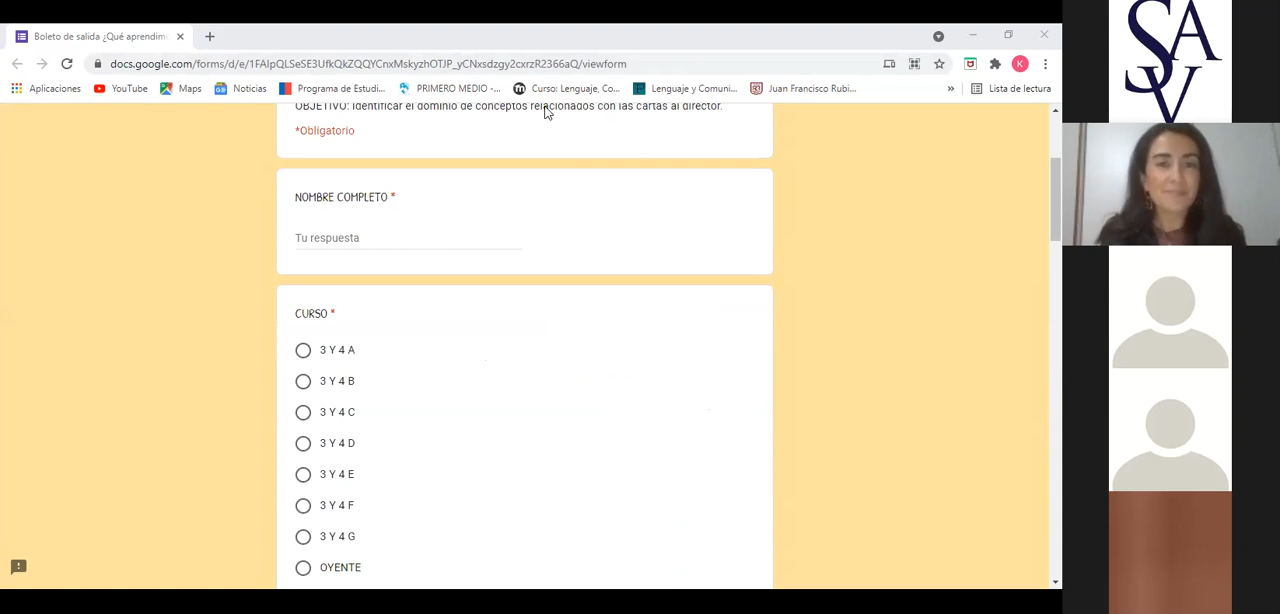 Boleto de salida ¿Qué aprendim
docs.google.com/forms/d/e/1FAIpQLSeSE3UfkQkZQQYCnxMskyzhOTJP_yCNxsdzgy2cxrzR2366aQ/viewform
K
Aplicaciones YouTube Maps Noticias Programa de Estudi... PRIMERO MEDIO -... Curso: Lenguaje, Co... Lenguaje y Comuni... Juan Francisco Rubi... » Lista de lectura
OBJETIVO: Identificar el dominio de conceptos relacionados con las cartas al director.
*Obligatorio
NOMBRE COMPLETO *
Tu respuesta
CURSO *
3 Y 4 A
3 Y 4 B
3 Y 4 C
3 Y 4 D
3 Y 4 E
3 Y 4 F
3 Y 4 G
OYENTE
SAV